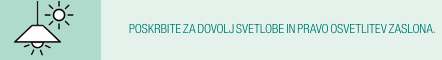 POSKRBITE ZA DOVOLJ SVETLOBE IN PRAVO OSVETLITEV ZASLONA.